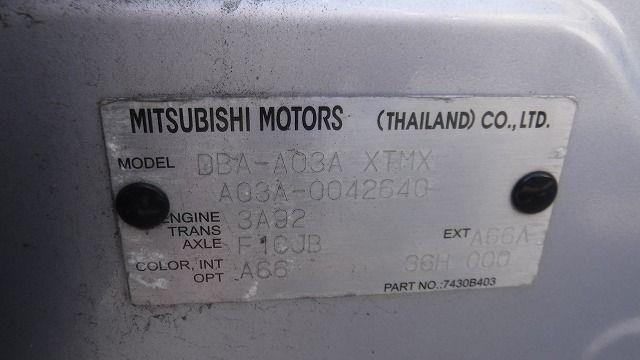 MITSUBISHI MOTORS (THAILAND) CO., LTD.
MODEL DBA-A03A XTMX
A03A-0042640
ENGINE 3A92
TRANS AXLE F1CJB EXT A66A
COLOR, INT OPT A66 86H 000
PART NO.:7430B403